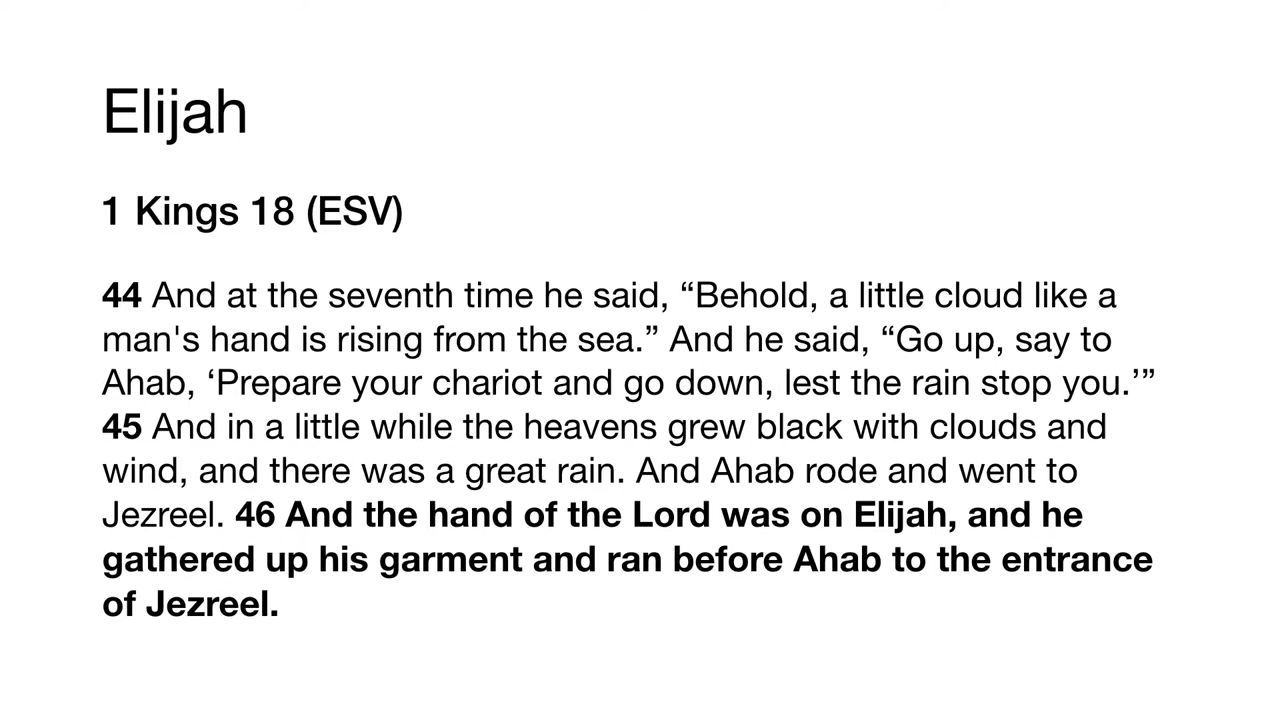 Elijah
1 Kings 18 (ESV)
44 And at the seventh time he said, “Behold, a little cloud like a
man's hand is rising from the sea.” And he said, “Go up, say to
Ahab, ‘Prepare your chariot and go down, lest the rain stop you.’”
45 And in a little while the heavens grew black with clouds and
wind, and there was a great rain. And Ahab rode and went to
Jezreel. 46 And the hand of the Lord was on Elijah, and he
gathered up his garment and ran before Ahab to the entrance
of Jezreel.